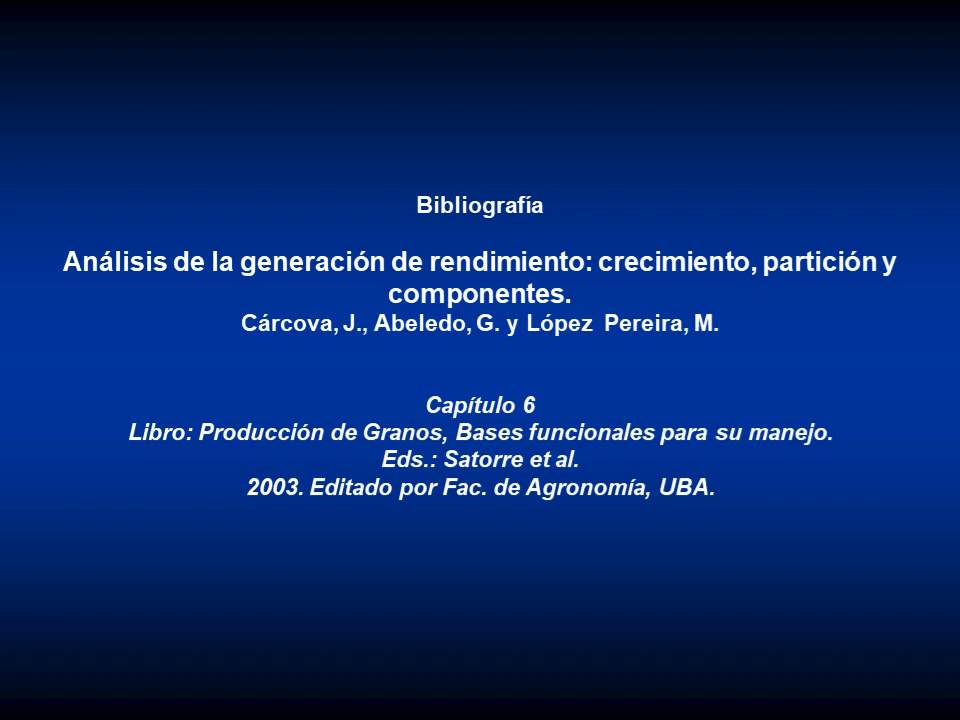 Bibliografía
Análisis de la generación de rendimiento: crecimiento, partición y
componentes.
Cárcova, J., Abeledo, G. y López Pereira, M.
Capítulo 6
Libro: Producción de Granos, Bases funcionales para su manejo.
Eds.: Satorre et al.
2003. Editado por Fac. de Agronomía, UBA.